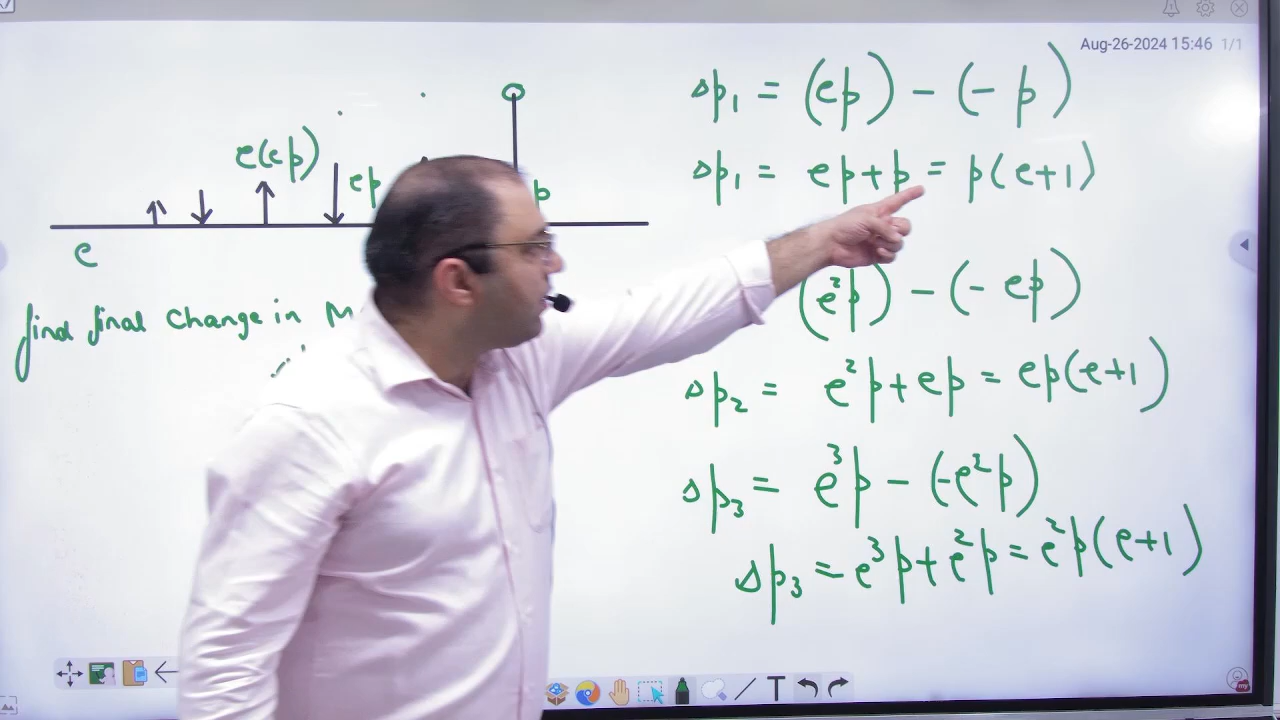 Aug-26-2024 15:46 1/1
Δp₁ = (ep) - (- p)
e(ep)
ep
p
Δp₁ = ep + p = p(e+1)
e
(e²p) - (- ep)
find final change in M
Δp₂ = e²p + ep = ep(e+1)
Δp₃ = e³p - (-e²p)
Δp₃ = e³p + e²p = e²p(e+1)
T